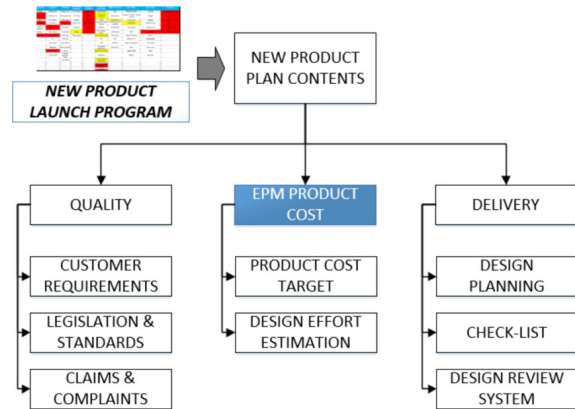 NEW PRODUCT
LAUNCH PROGRAM
NEW PRODUCT
PLAN CONTENTS
QUALITY
EPM PRODUCT
COST
DELIVERY
CUSTOMER
REQUIREMENTS
PRODUCT COST
TARGET
DESIGN
PLANNING
LEGISLATION &
STANDARDS
DESIGN EFFORT
ESTIMATION
CHECK-LIST
CLAIMS &
COMPLAINTS
DESIGN REVIEW
SYSTEM